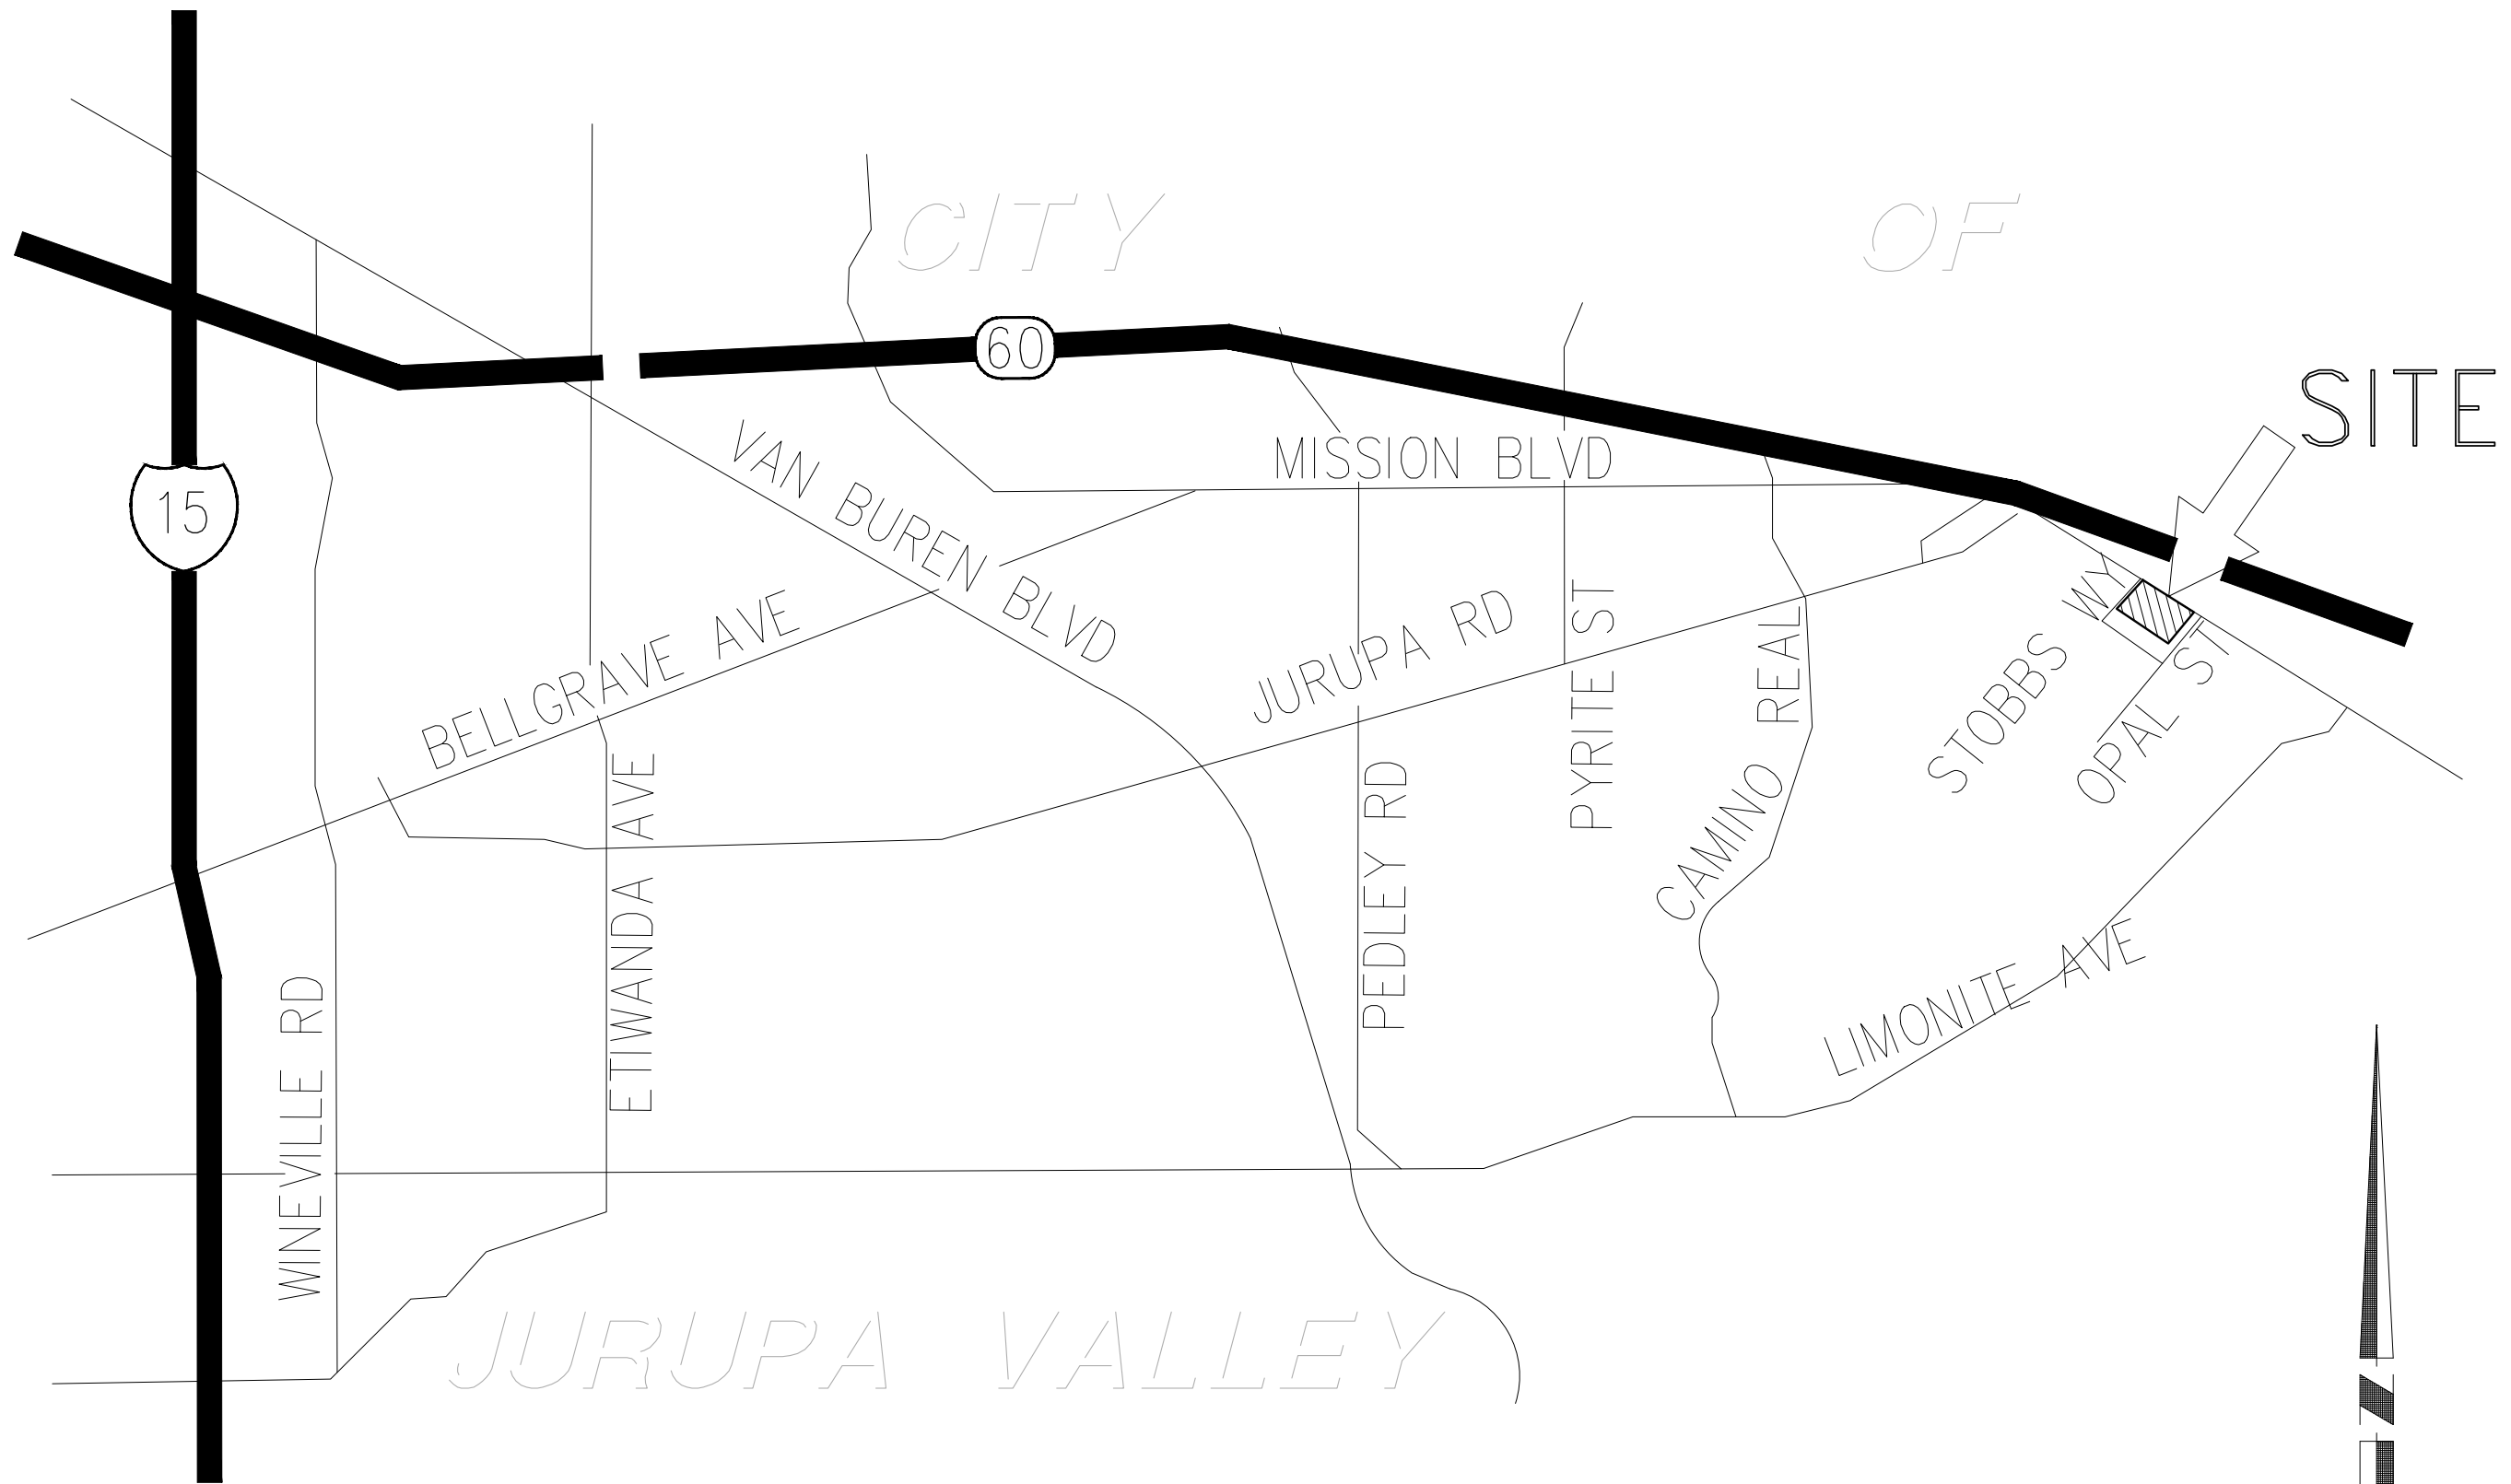 CITY OF
60
SITE
MISSION BLVD
15
VAN BUREN BLVD
BELLGRAVE AVE
JURUPA RD
PYRITE ST
CAMINO REAL
STOBBS WY
OPAL ST
ETIWANDA AVE
PEDLEY RD
WINEVILLE RD
LIMONITE AVE
JURUPA VALLEY
N